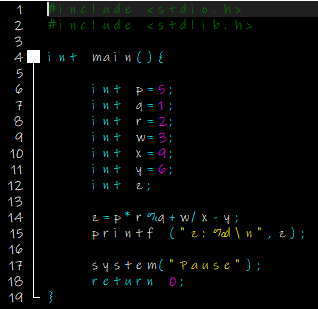 1 #include <stdio.h>
2 #include <stdlib.h>
3
4 int main(){
5
6 int p=5;
7 int q=1;
8 int r=2;
9 int w=3;
10 int x=9;
11 int y=6;
12 int z;
13
14 z=p*r%q+w/x-y;
15 printf ("z: %d\n", z);
16
17 system("Pause");
18 return 0;
19 }